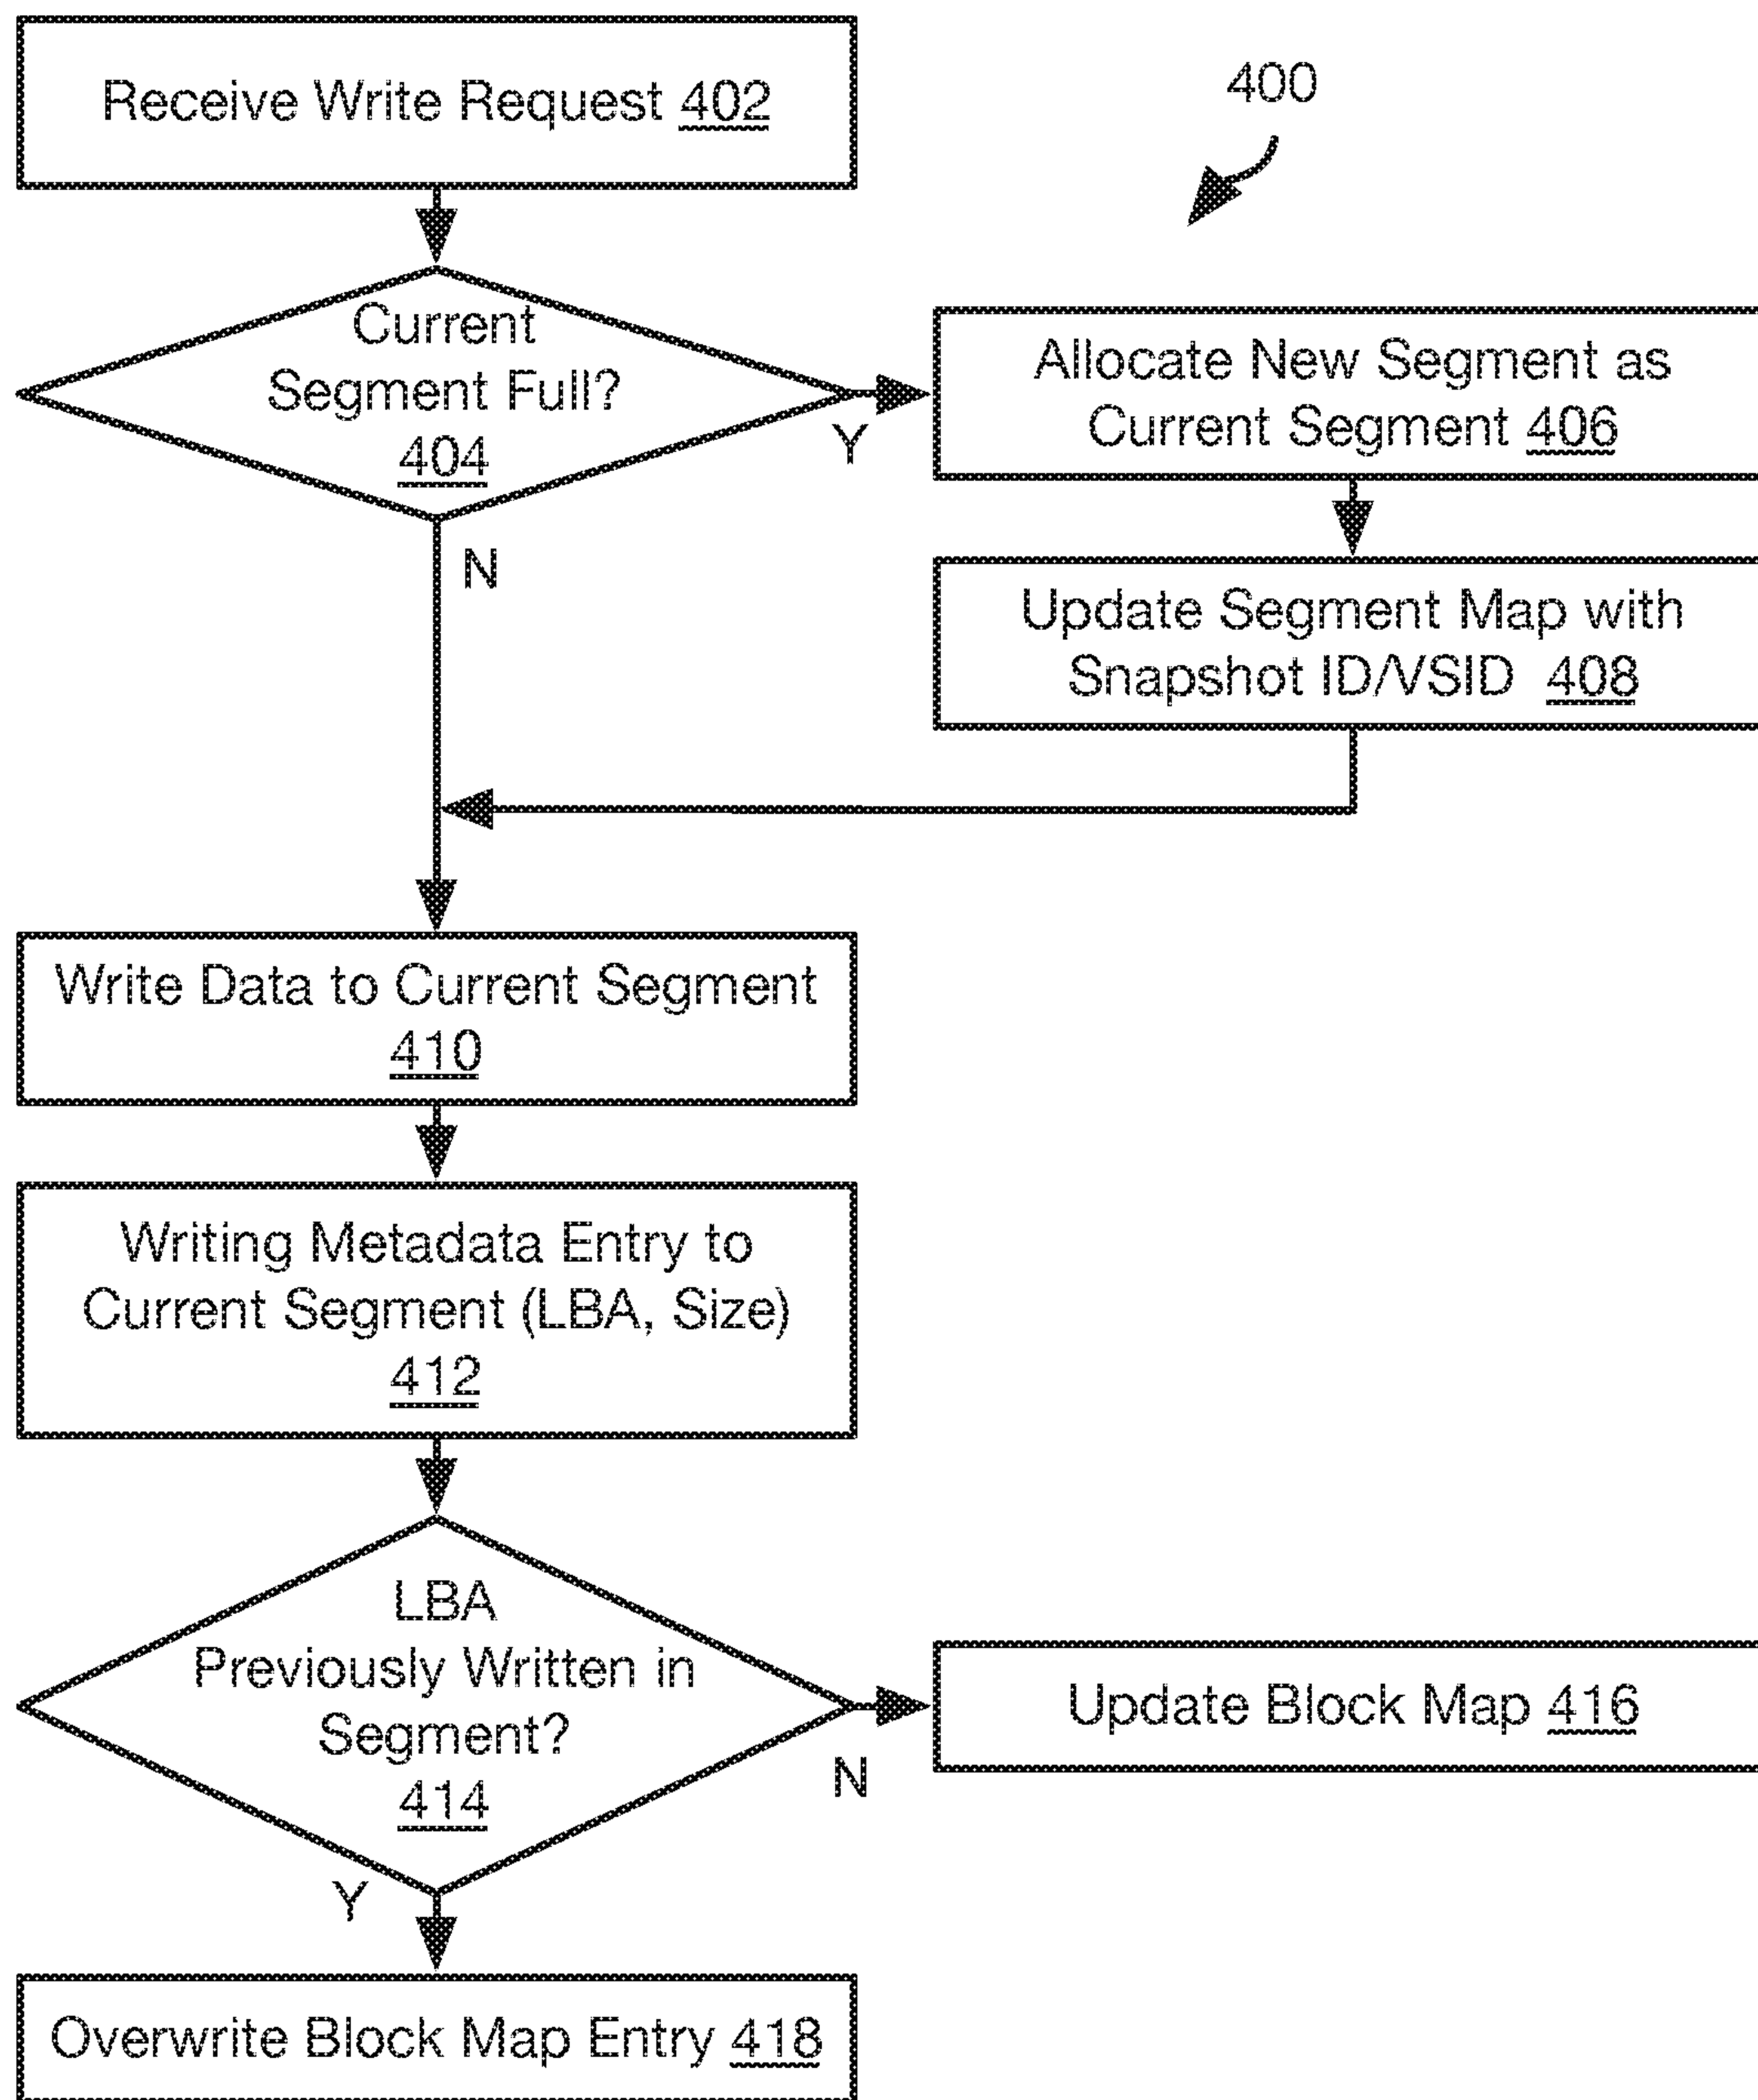 Receive Write Request 402
400
Current
Segment Full?
404
Y
N
Allocate New Segment as
Current Segment 406
Update Segment Map with
Snapshot ID/VSID 408
Write Data to Current Segment
410
Writing Metadata Entry to
Current Segment (LBA, Size)
412
LBA
Previously Written in
Segment?
414
N
Y
Update Block Map 416
Overwrite Block Map Entry 418